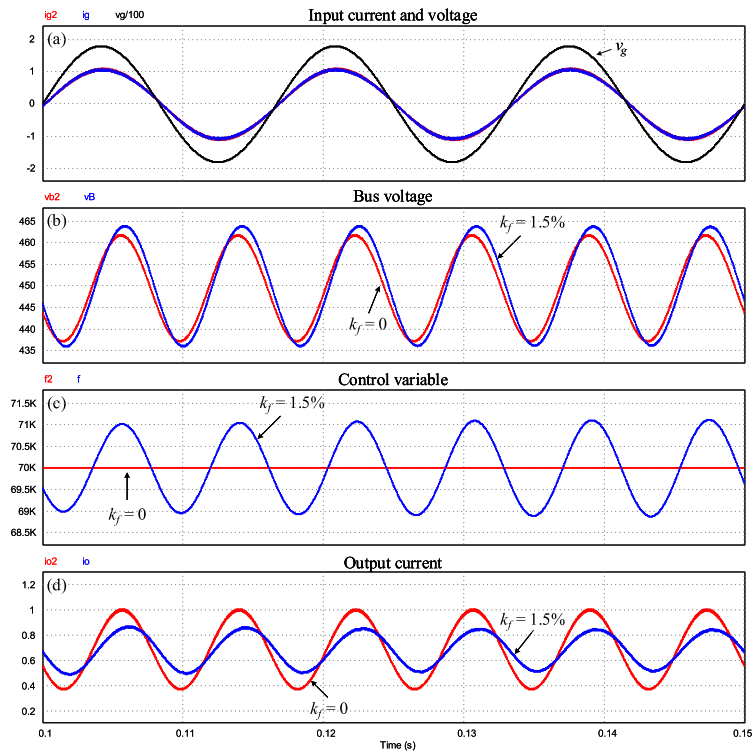 Input current and voltage
ig2 ig vg/100
(a)
vg
2
1
0
-1
-2
Bus voltage
vb2 vB
(b)
kf = 1.5%
kf = 0
465
460
455
450
445
440
435
Control variable
f2 f
(c)
kf = 1.5%
kf = 0
71.5K
71K
70.5K
70K
69.5K
69K
68.5K
Output current
io2 io
(d)
kf = 1.5%
kf = 0
1.2
1
0.8
0.6
0.4
0.2
0.1 0.11 0.12 0.13 0.14 0.15
Time (s)